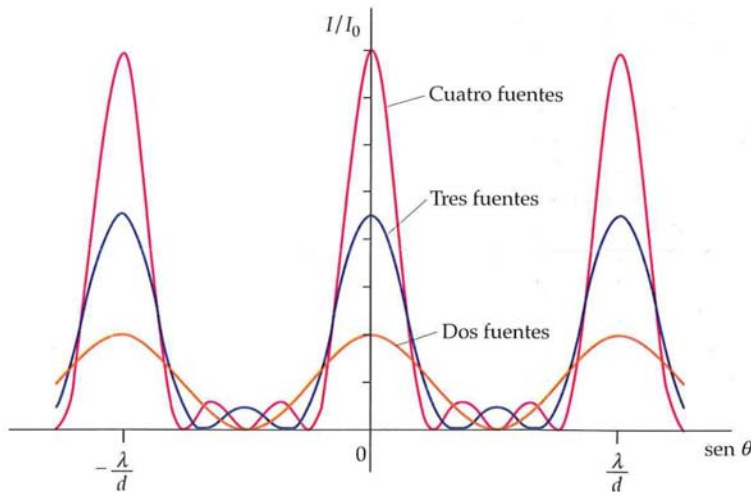 I/I₀
Cuatro fuentes
Tres fuentes
Dos fuentes
−λ/d
0
λ/d
sen θ